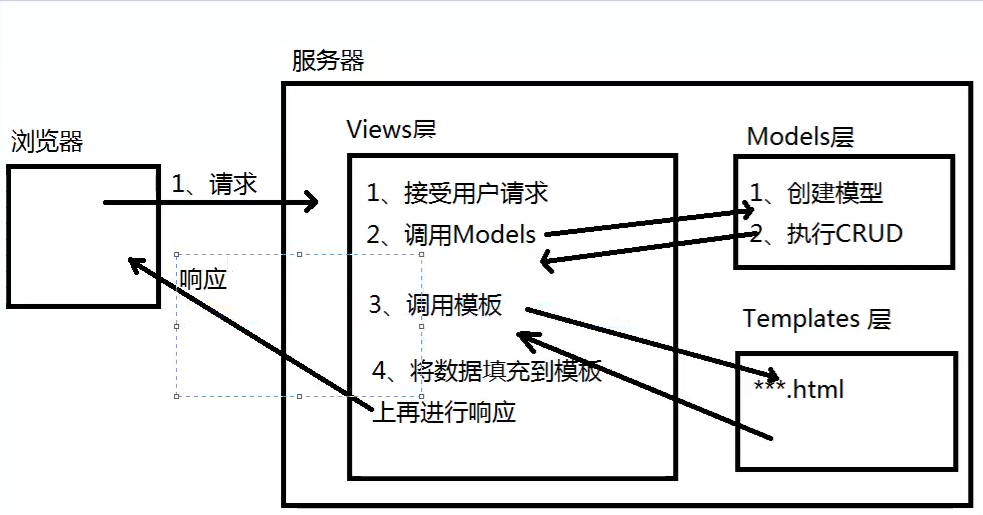 服务器
浏览器
1、请求
响应
Views层
1、接受用户请求
2、调用Models
3、调用模板
4、将数据填充到模板
上再进行响应
Models层
1、创建模型
2、执行CRUD
Templates 层
***.html